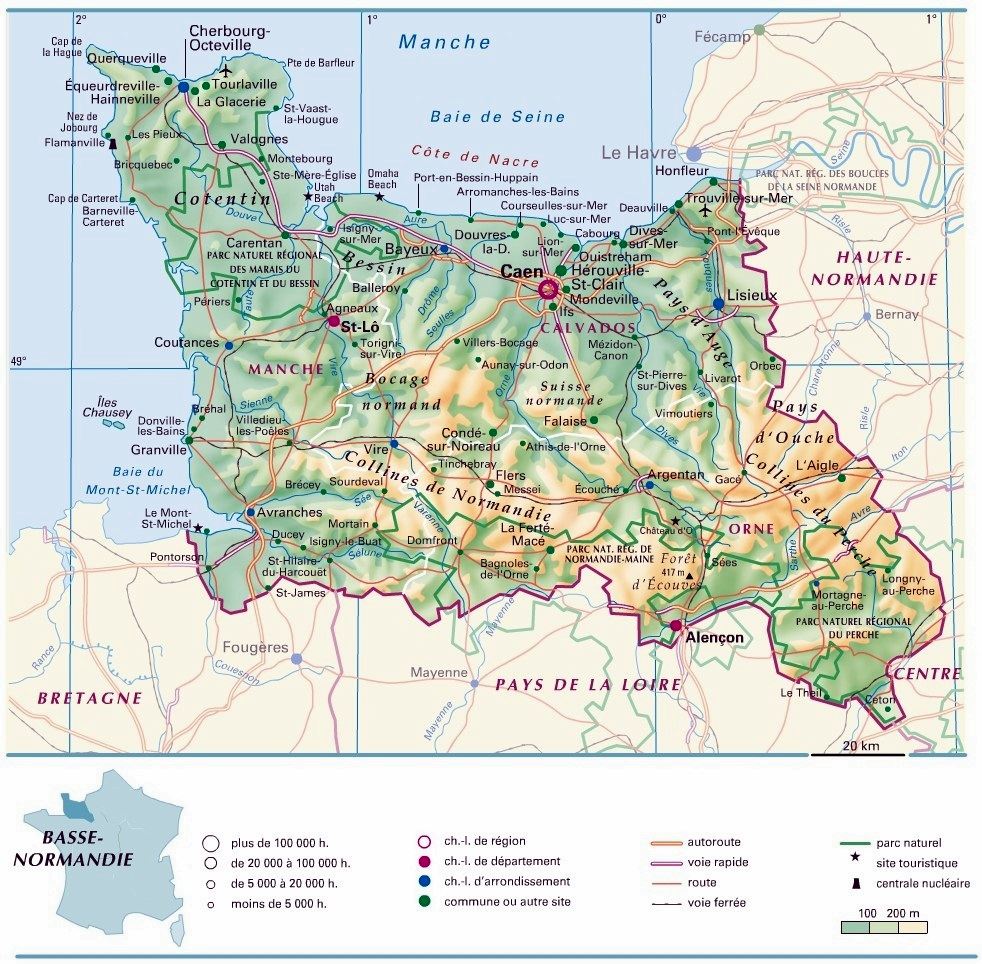 2°
1°
0°
1°
Cap de
la Hague
Cherbourg-
Octeville
Manche
Fécamp
Querqueville
Pte de Barfleur
Équeurdreville-
Hainneville
Tourlaville
La Glacerie
St-Vaast-
la-Hougue
Baie de Seine
Nez de
Jobourg
Flamanville
Les Pieux
Valognes
Côte de Nacre
Le Havre
Seine
Bricquebec
Montebourg
Honfleur
PARC NAT. RÉG. DES BOUCLES
DE LA SEINE NORMANDE
Ste-Mère-Église
Utah
Beach
Omaha
Beach
Port-en-Bessin-Huppain
Arromanches-les-Bains
Cap de Carteret
Barneville-
Carteret
Cotentin
Douve
Courseulles-sur-Mer
Luc-sur-Mer
Deauville
Trouville-sur-Mer
Risle
Aure
Isigny
-sur-Mer
Douvres-
la-D.
Lion-
sur-Mer
Cabourg
Dives-
sur-Mer
Pont-l'Évêque
Carentan
Bayeux
Ouistreham
PARC NATUREL RÉGIONAL
DES MARAIS DU
COTENTIN ET DU BESSIN
Bessin
Caen
Hérouville-
St-Clair
Touques
HAUTE-
NORMANDIE
Balleroy
Drôme
Mondeville
Pays d'Auge
Lisieux
Périers
Taute
Agneaux
St-Lô
Seulles
Ifs
Bernay
CALVADOS
Coutances
Torigni-
sur-Vire
Villers-Bocage
Mézidon-
Canon
Charentonne
49°
MANCHE
Vire
Aunay-sur-Odon
Orbec
Bocage
normand
Orne
Suisse
normande
St-Pierre-
sur-Dives
Livarot
Vie
Îles
Chausey
Bréhal
Sienne
Vimoutiers
Pays
d'Ouche
Risle
Donville-
les-Bains
Granville
Villedieu-
les-Poêles
Falaise
Dives
Vire
Condé-
sur-Noireau
Athis-de-l'Orne
Iton
Baie du
Mont-St-Michel
Collines de Normandie
Tinchebray
Flers
Messei
Argentan
Gacé
L'Aigle
Collines du Perche
Brécey
Sourdeval
Sée
Écouché
Le Mont-
St-Michel
Avranches
Mortain
Varenne
La Ferté-
Macé
Château d'O
ORNE
Avre
Ducey
Isigny-le-Buat
Domfront
Sarthe
Pontorson
St-Hilaire-
du-Harcouët
Sélune
Bagnoles-
de-l'Orne
PARC NAT. RÉG. DE
NORMANDIE-MAINE
Forêt
417 m
d'Écouves
Sées
Longny-
au-Perche
St-James
Mortagne-
au-Perche
Mayenne
PARC NATUREL RÉGIONAL
DU PERCHE
Alençon
Fougères
Rance
Couesnon
Mayenne
BRETAGNE
PAYS DE LA LOIRE
CENTRE
Le Theil
Ceton
Mayenne
20 km
BASSE-
NORMANDIE
plus de 100 000 h.
de 20 000 à 100 000 h.
de 5 000 à 20 000 h.
moins de 5 000 h.
ch.-l. de région
ch.-l. de département
ch.-l. d'arrondissement
commune ou autre site
autoroute
voie rapide
route
voie ferrée
parc naturel
site touristique
centrale nucléaire
100 200 m